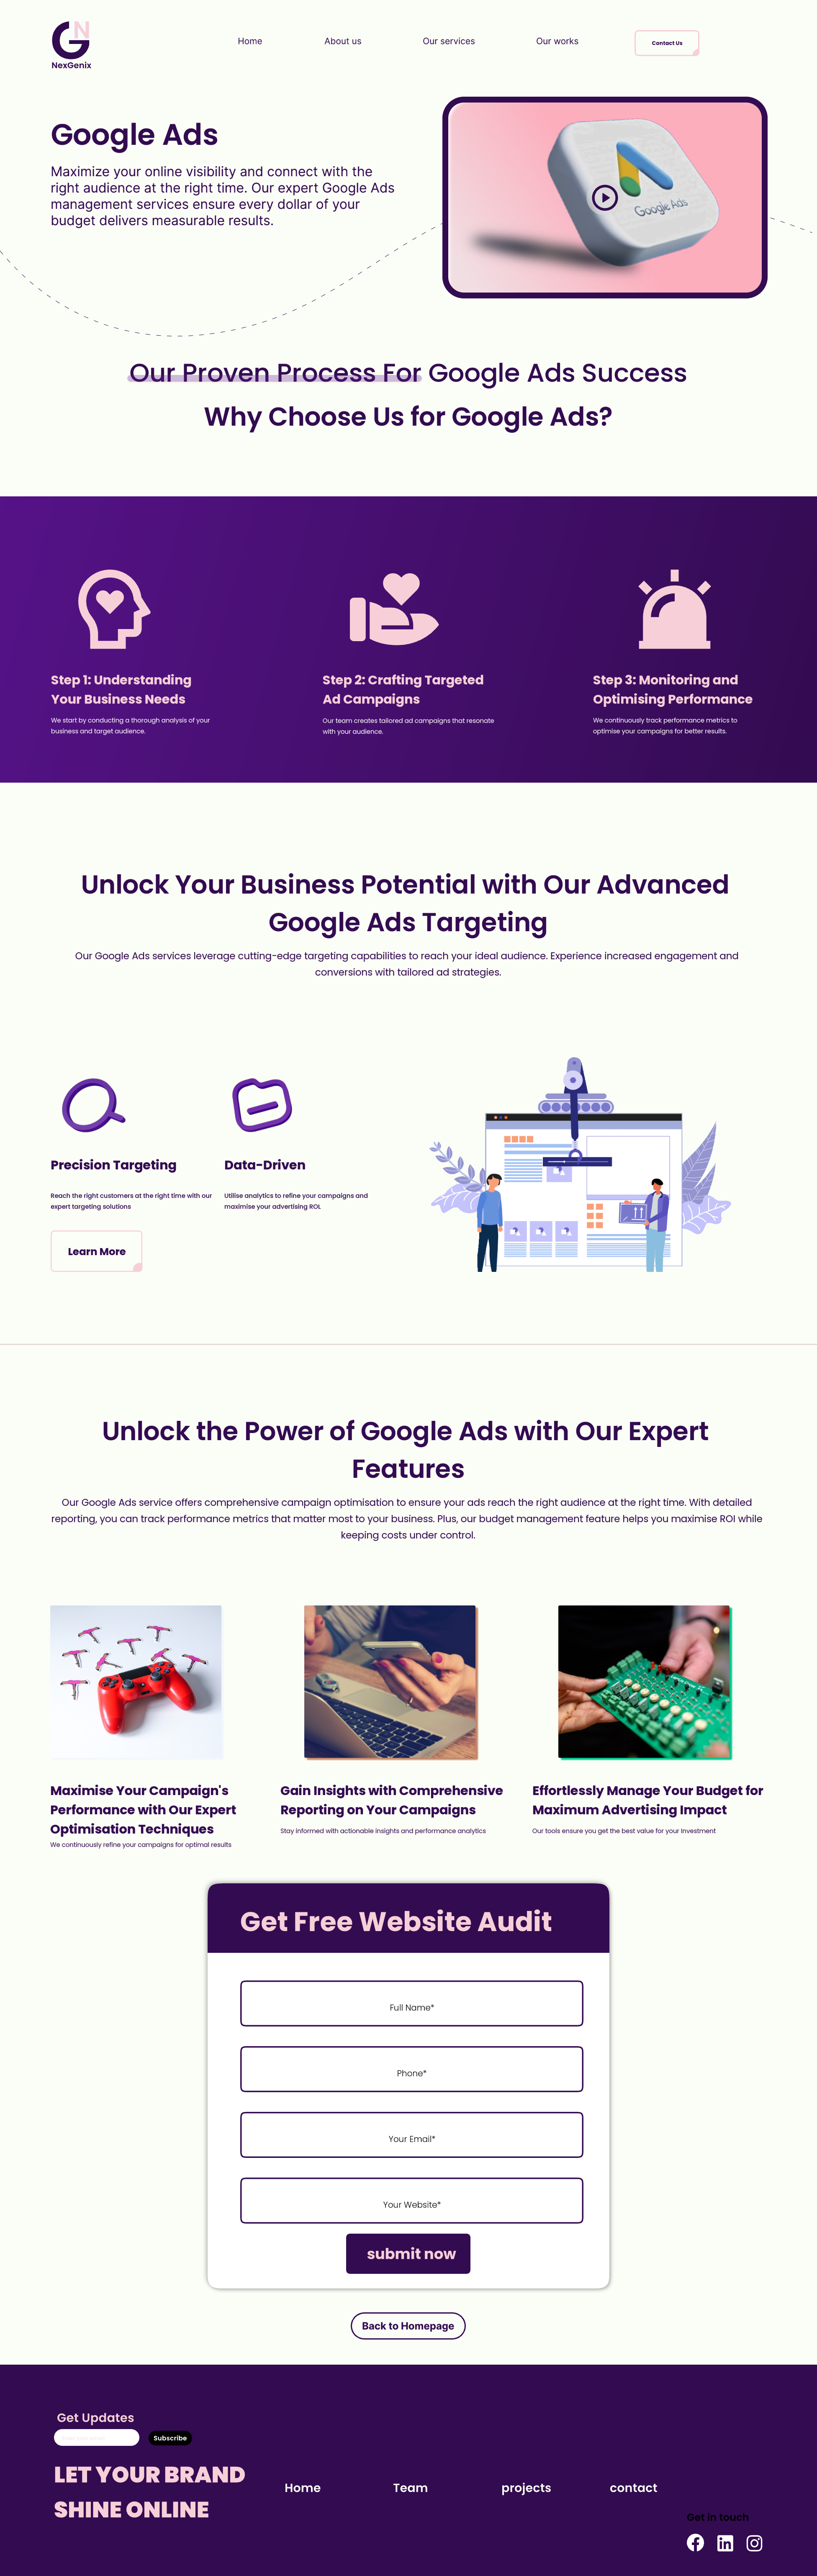 GN
NexGenix
Home
About us
Our services
Our works
Contact Us
Google Ads
Maximize your online visibility and connect with the
right audience at the right time. Our expert Google Ads
management services ensure every dollar of your
budget delivers measurable results.
Google Ads
Our Proven Process For Google Ads Success
Why Choose Us for Google Ads?
Step 1: Understanding
Your Business Needs
We start by conducting a thorough analysis of your
business and target audience.
Step 2: Crafting Targeted
Ad Campaigns
Our team creates tailored ad campaigns that resonate
with your audience.
Step 3: Monitoring and
Optimising Performance
We continuously track performance metrics to
optimise your campaigns for better results.
Unlock Your Business Potential with Our Advanced
Google Ads Targeting
Our Google Ads services leverage cutting-edge targeting capabilities to reach your ideal audience. Experience increased engagement and
conversions with tailored ad strategies.
Precision Targeting
Reach the right customers at the right time with our
expert targeting solutions
Data-Driven
Utilise analytics to refine your campaigns and
maximise your advertising ROI.
Learn More
Unlock the Power of Google Ads with Our Expert
Features
Our Google Ads service offers comprehensive campaign optimisation to ensure your ads reach the right audience at the right time. With detailed
reporting, you can track performance metrics that matter most to your business. Plus, our budget management feature helps you maximise ROI while
keeping costs under control.
Maximise Your Campaign's
Performance with Our Expert
Optimisation Techniques
We continuously refine your campaigns for optimal results
Gain Insights with Comprehensive
Reporting on Your Campaigns
Stay informed with actionable insights and performance analytics
Effortlessly Manage Your Budget for
Maximum Advertising Impact
Our tools ensure you get the best value for your investment
Get Free Website Audit
Full Name*
Phone*
Your Email*
Your Website*
submit now
Back to Homepage
Get Updates
Subscribe
LET YOUR BRAND
SHINE ONLINE
Home
Team
projects
contact
Get in touch